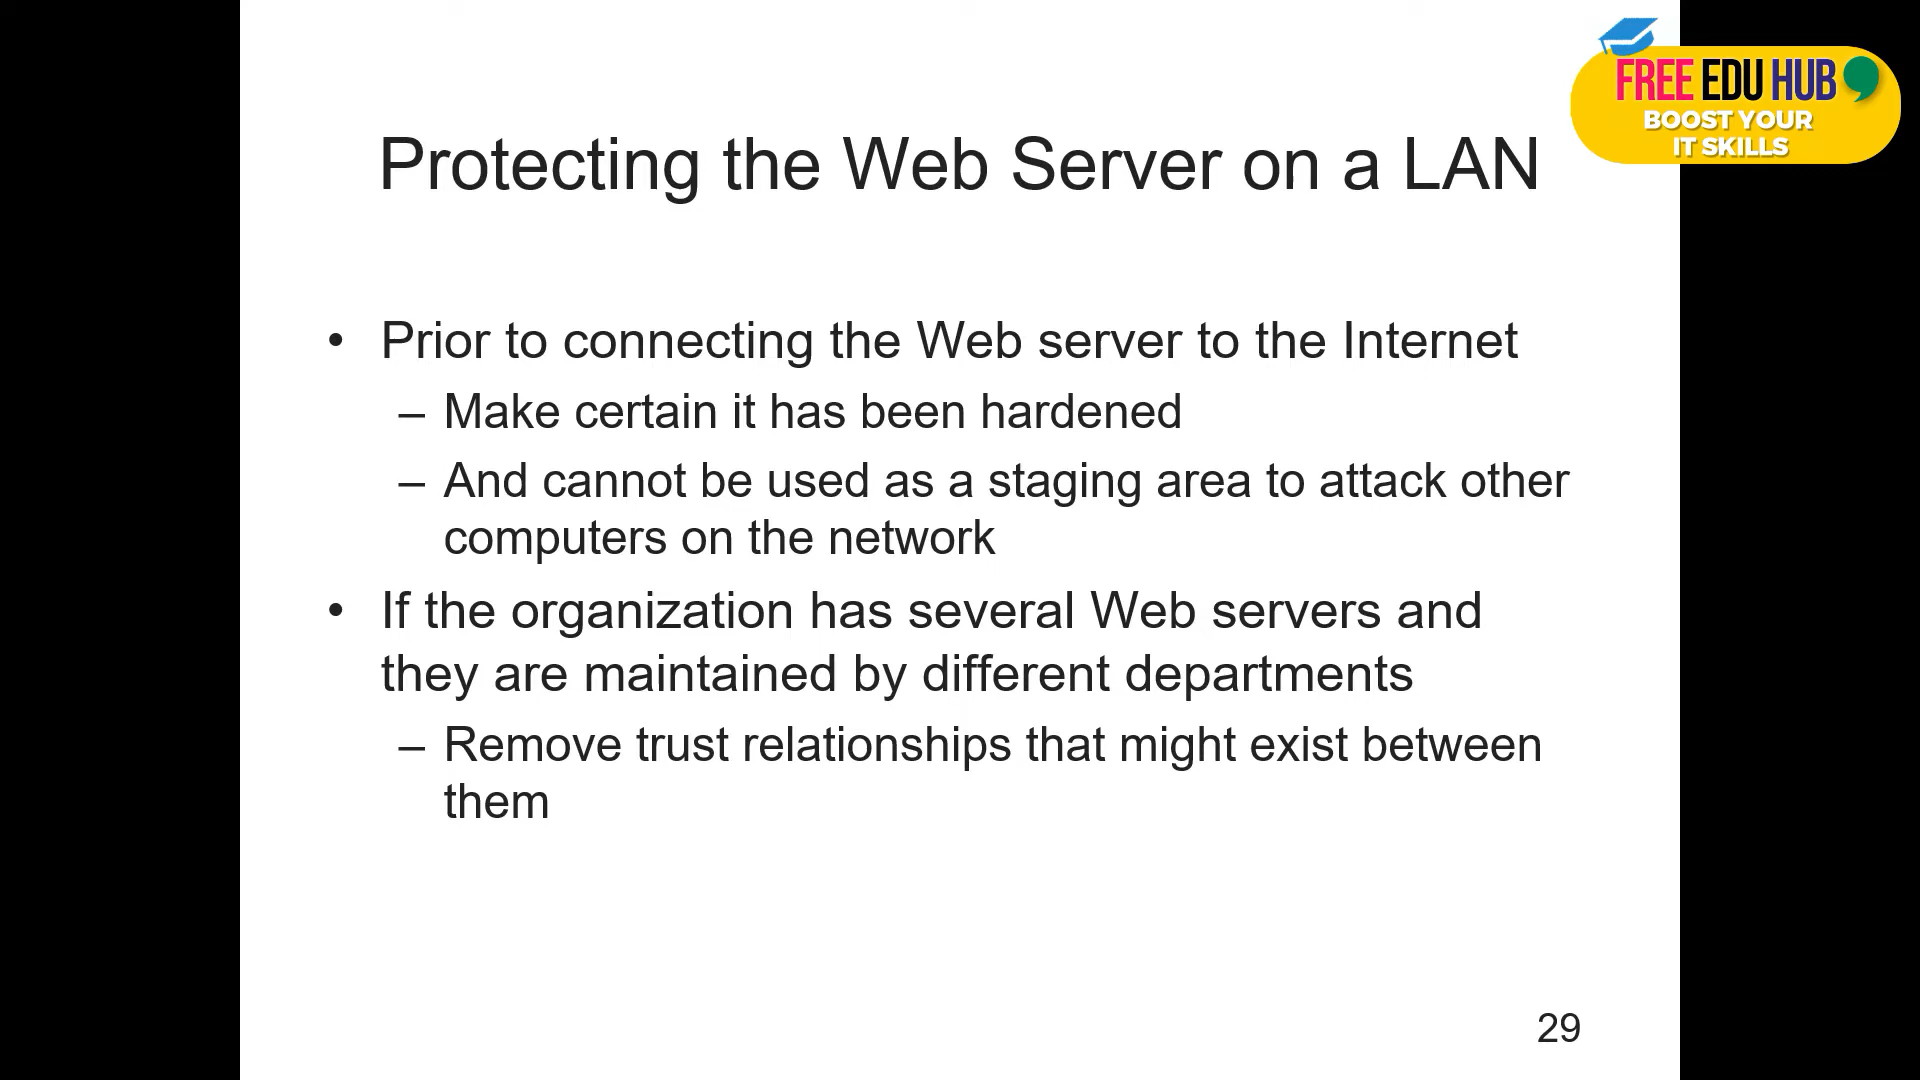 FREE EDU HUB
BOOST YOUR
IT SKILLS
Protecting the Web Server on a LAN
• Prior to connecting the Web server to the Internet
– Make certain it has been hardened
– And cannot be used as a staging area to attack other
computers on the network
• If the organization has several Web servers and
they are maintained by different departments
– Remove trust relationships that might exist between
them
29